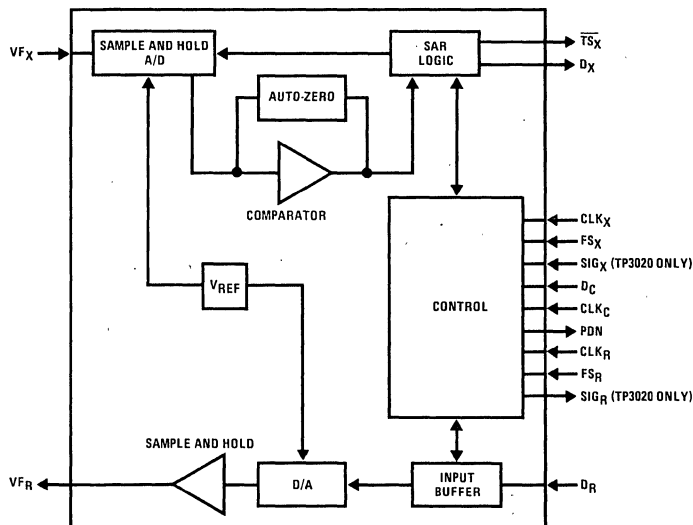 VFX
SAMPLE AND HOLD
A/D
SAR
LOGIC
TSX
DX
AUTO-ZERO
COMPARATOR
VREF
CONTROL
CLKX
FSX
SIGX (TP3020 ONLY)
DC
CLKC
PDN
CLKR
FSR
SIGR (TP3020 ONLY)
SAMPLE AND HOLD
VFR
D/A
INPUT
BUFFER
DR